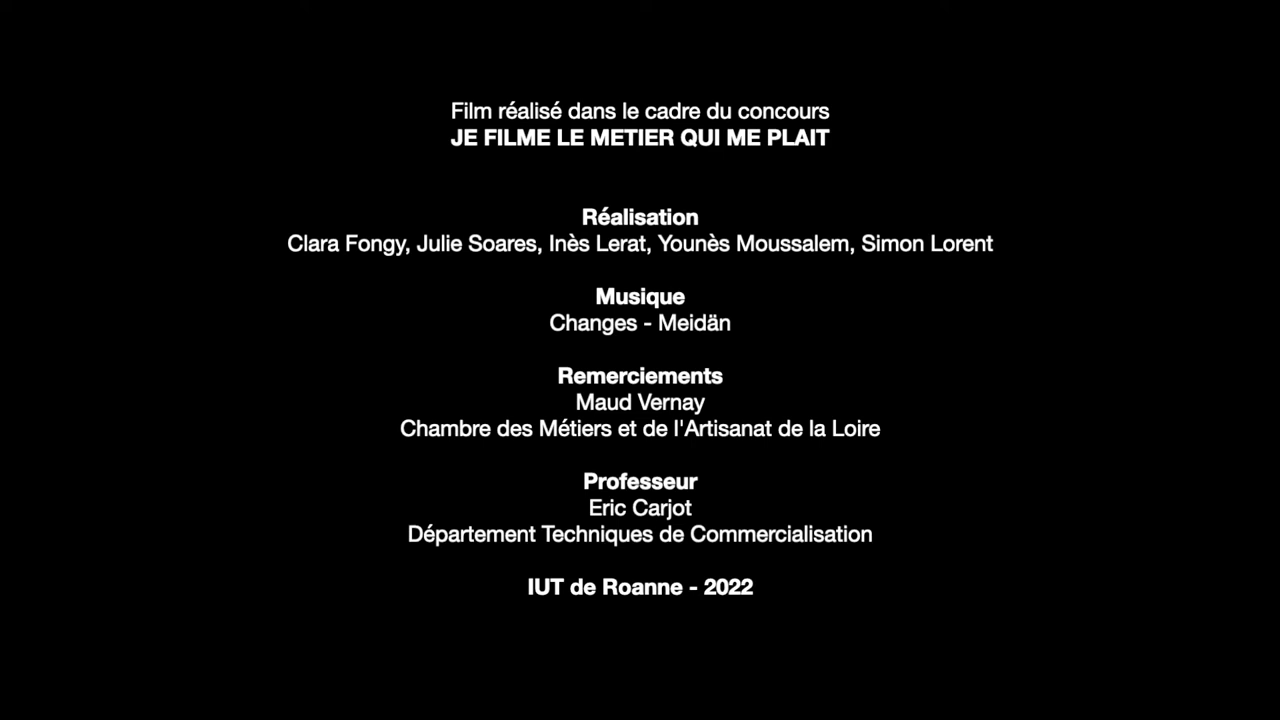 Film réalisé dans le cadre du concours
JE FILME LE METIER QUI ME PLAIT
Réalisation
Clara Fongy, Julie Soares, Inès Lerat, Younès Moussalem, Simon Lorent
Musique
Changes - Meidän
Remerciements
Maud Vernay
Chambre des Métiers et de l'Artisanat de la Loire
Professeur
Eric Carjot
Département Techniques de Commercialisation
IUT de Roanne - 2022